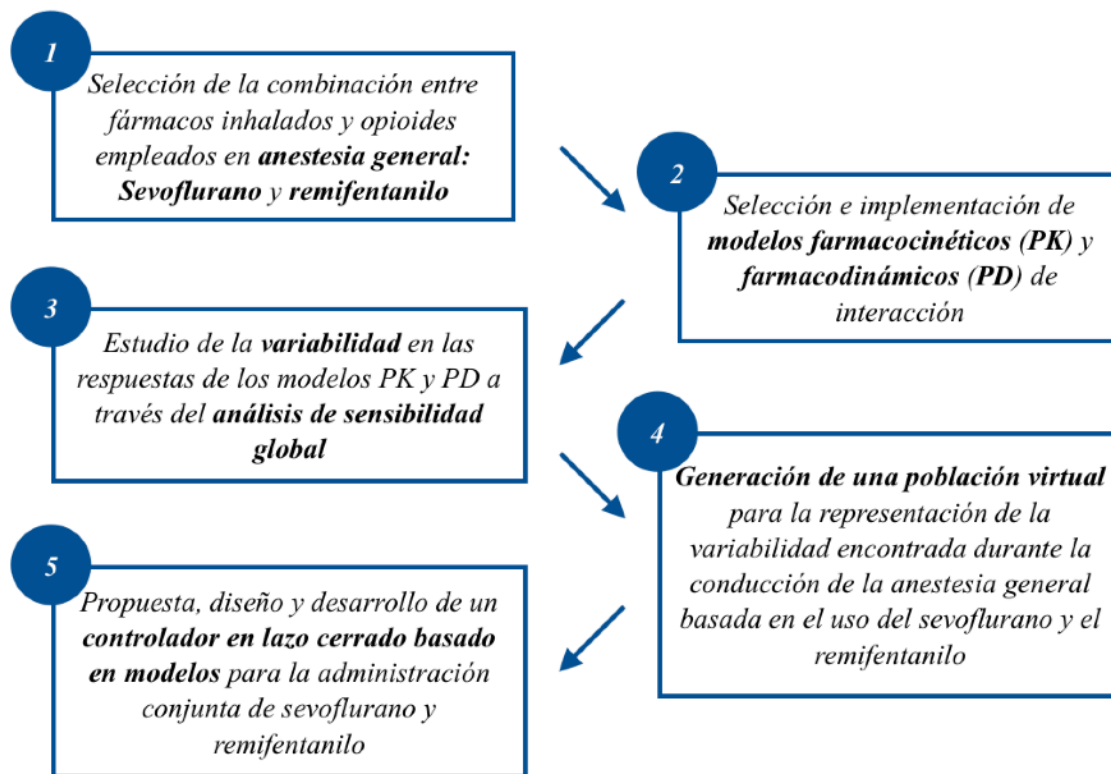 1
Selección de la combinación entre
fármacos inhalados y opioides
empleados en anestesia general:
Sevoflurano y remifentanilo
2
Selección e implementación de
modelos farmacocinéticos (PK) y
farmacodinámicos (PD) de
interacción
3
Estudio de la variabilidad en las
respuestas de los modelos PK y PD a
través del análisis de sensibilidad
global
4
Generación de una población virtual
para la representación de la
variabilidad encontrada durante la
conducción de la anestesia general
basada en el uso del sevoflurano y el
remifentanilo
5
Propuesta, diseño y desarrollo de un
controlador en lazo cerrado basado
en modelos para la administración
conjunta de sevoflurano y
remifentanilo